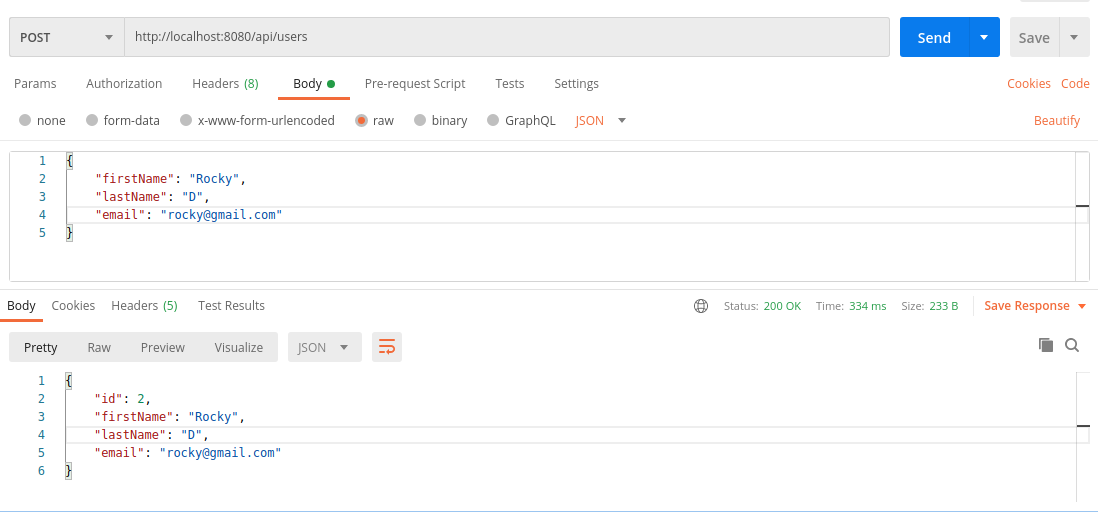 POST http://localhost:8080/api/users Send Save
Params Authorization Headers (8) Body Pre-request Script Tests Settings Cookies Code
none form-data x-www-form-urlencoded raw binary GraphQL JSON Beautify
1 {
2 "firstName": "Rocky",
3 "lastName": "D",
4 "email": "rocky@gmail.com"
5 }
Body Cookies Headers (5) Test Results Status: 200 OK Time: 334 ms Size: 233 B Save Response
Pretty Raw Preview Visualize JSON
1 {
2 "id": 2,
3 "firstName": "Rocky",
4 "lastName": "D",
5 "email": "rocky@gmail.com"
6 }